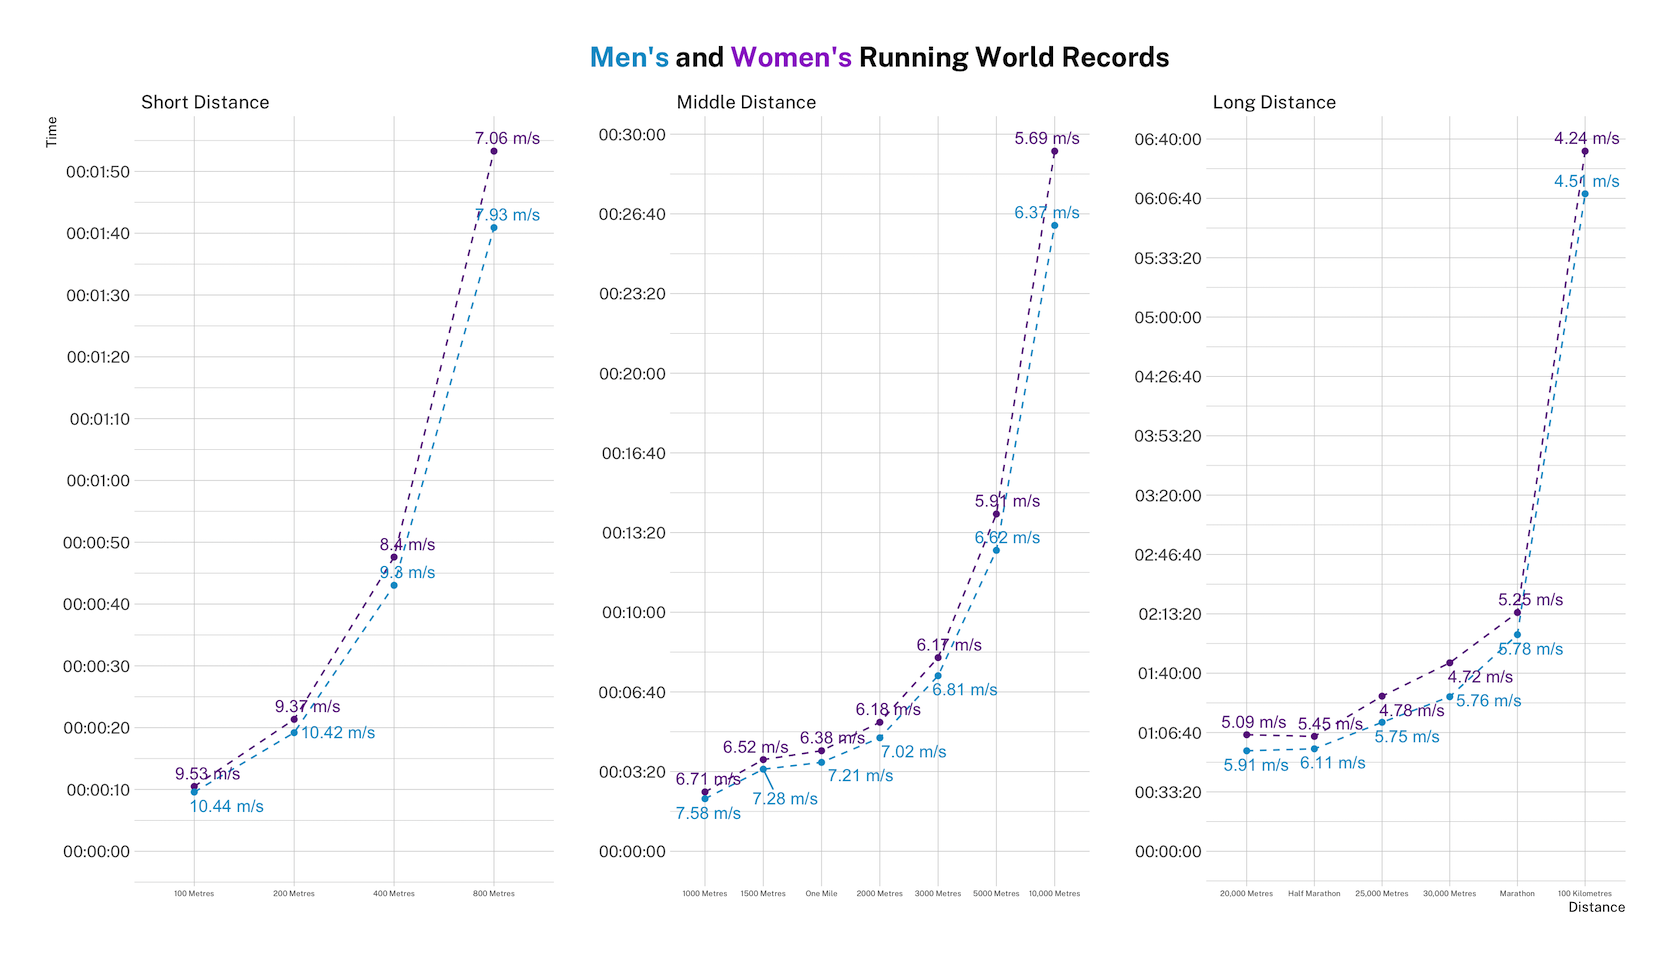 Men's and Women's Running World Records
Short Distance
Time
00:01:50
00:01:40
00:01:30
00:01:20
00:01:10
00:01:00
00:00:50
00:00:40
00:00:30
00:00:20
00:00:10
00:00:00
7.06 m/s
7.93 m/s
8.4 m/s
9.3 m/s
9.37 m/s
10.42 m/s
9.53 m/s
10.44 m/s
100 Metres
200 Metres
400 Metres
800 Metres
Middle Distance
00:30:00
00:26:40
00:23:20
00:20:00
00:16:40
00:13:20
00:10:00
00:06:40
00:03:20
00:00:00
5.69 m/s
6.37 m/s
5.91 m/s
6.62 m/s
6.17 m/s
6.81 m/s
6.18 m/s
7.02 m/s
6.38 m/s
7.21 m/s
6.52 m/s
7.28 m/s
6.71 m/s
7.58 m/s
1000 Metres
1500 Metres
One Mile
2000 Metres
3000 Metres
5000 Metres
10,000 Metres
Long Distance
06:40:00
06:06:40
05:33:20
05:00:00
04:26:40
03:53:20
03:20:00
02:46:40
02:13:20
01:40:00
01:06:40
00:33:20
00:00:00
4.24 m/s
4.51 m/s
5.25 m/s
5.78 m/s
4.72 m/s
5.76 m/s
4.78 m/s
5.75 m/s
5.45 m/s
6.11 m/s
5.09 m/s
5.91 m/s
20,000 Metres
Half Marathon
25,000 Metres
30,000 Metres
Marathon
100 Kilometres
Distance